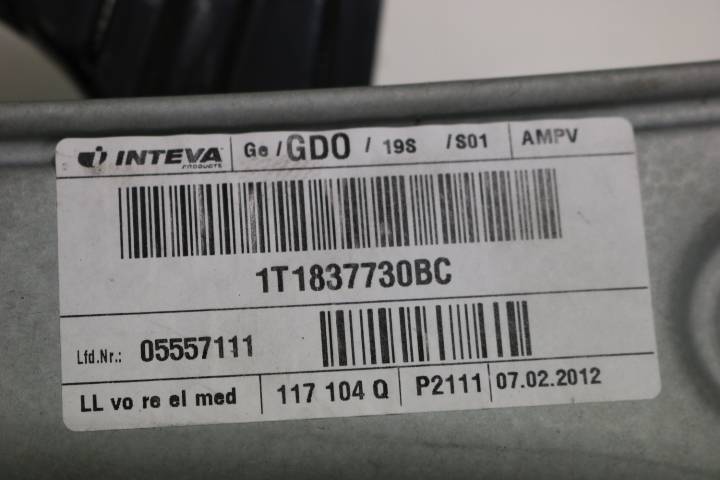 INTEVA PRODUCTS Ge / GDO / 19S / S01 AMPV
1T1837730BC
Lfd.Nr.: 05557111
LL vo re el med 117 104 Q P2111 07.02.2012